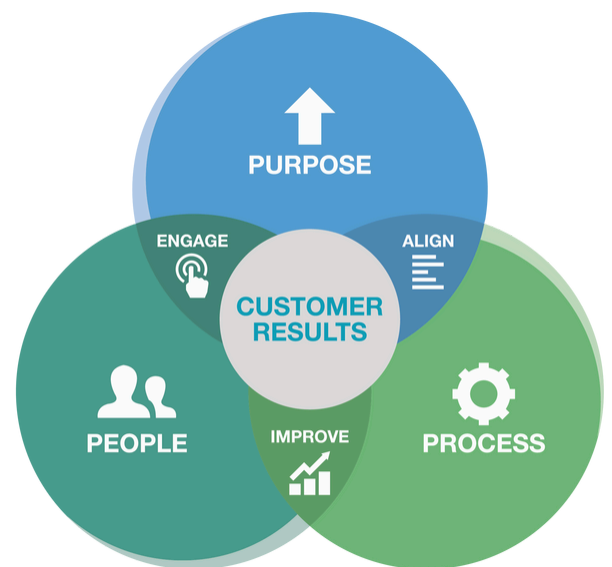 PURPOSE
ENGAGE
ALIGN
CUSTOMER
RESULTS
PEOPLE
IMPROVE
PROCESS